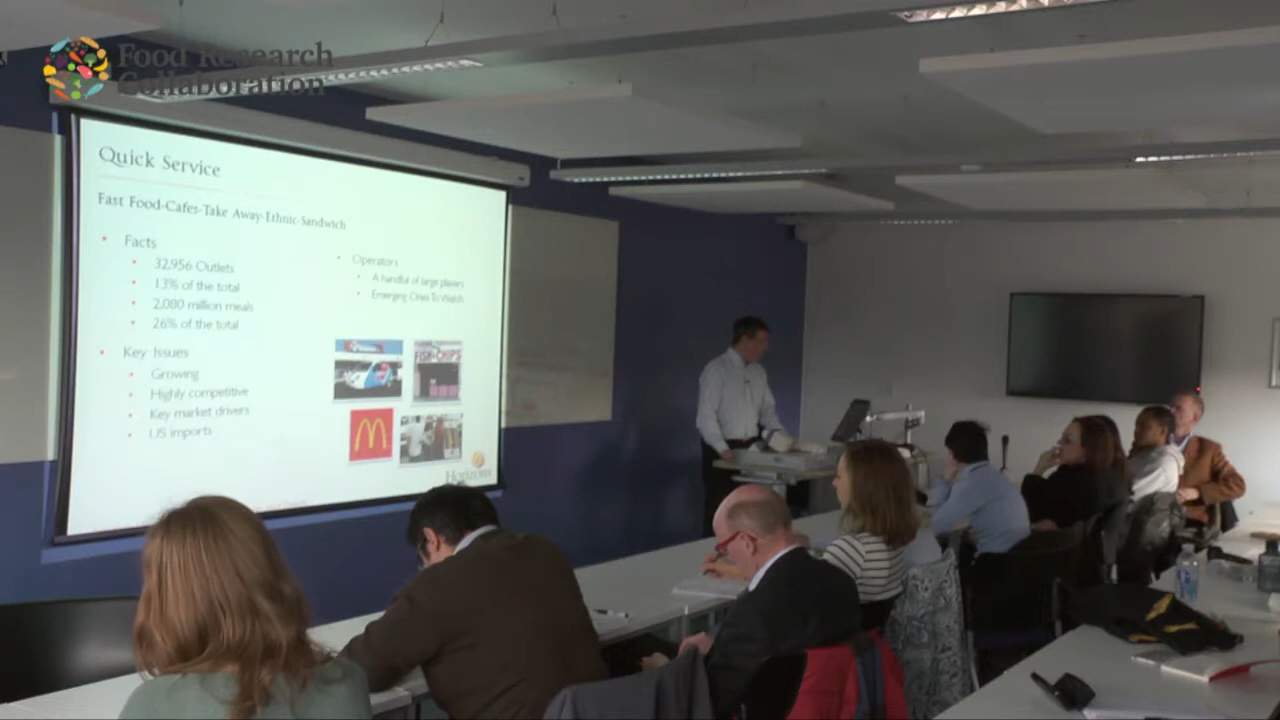 Food Research
Collaboration
Quick Service
Fast Food-Cafes-Take Away-Ethnic-Sandwich
• Facts
• 32,956 Outlets
• 13% of the total
• 2,000 million meals
• 26% of the total
• Key Issues
• Growing
• Highly competitive
• Key market drivers
• US imports
• Operators
• A handful of large players
• Emerging Ones To Watch
FISH&CHIPS
Horizons